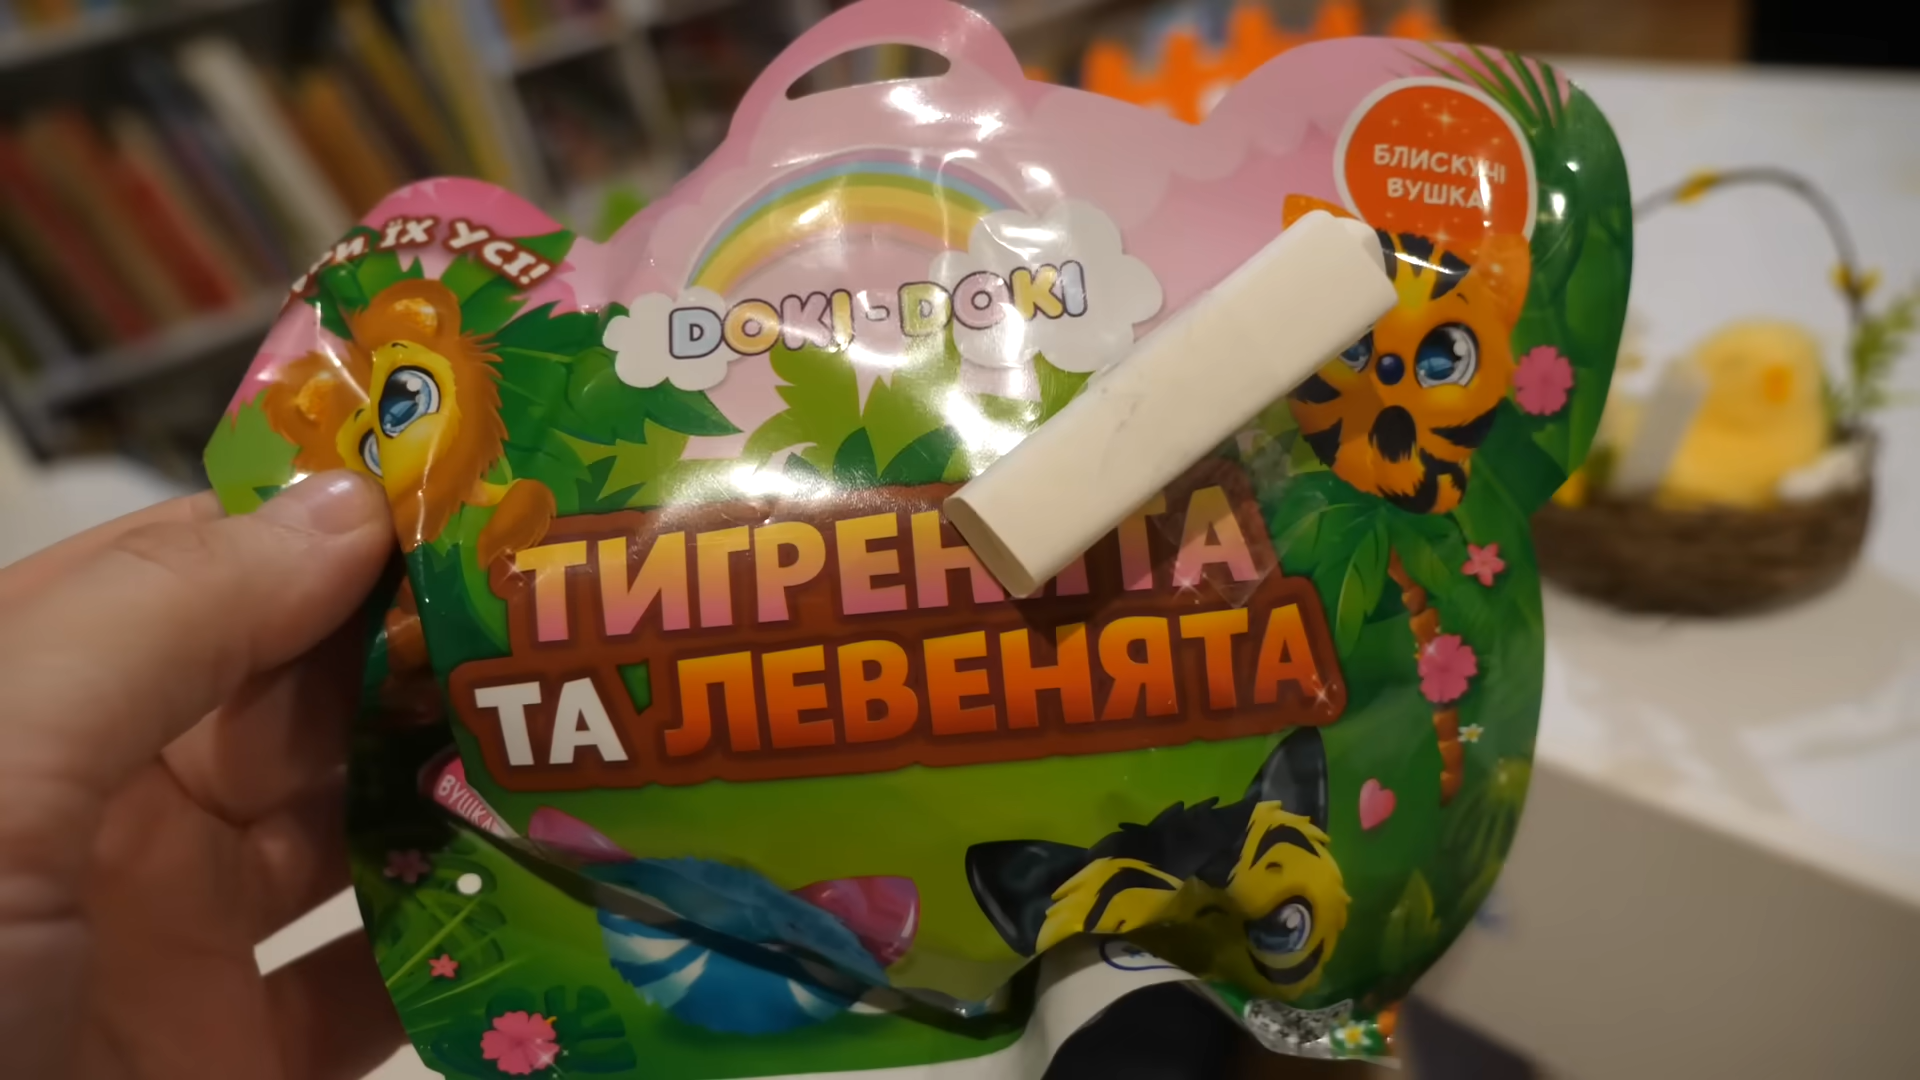 БЛИСКУЧІ
ВУШКА
ЇХ УСІ!
DOKI-DOKI
ТИГРЕНЯТА
ТА ЛЕВЕНЯТА
ВУШКА